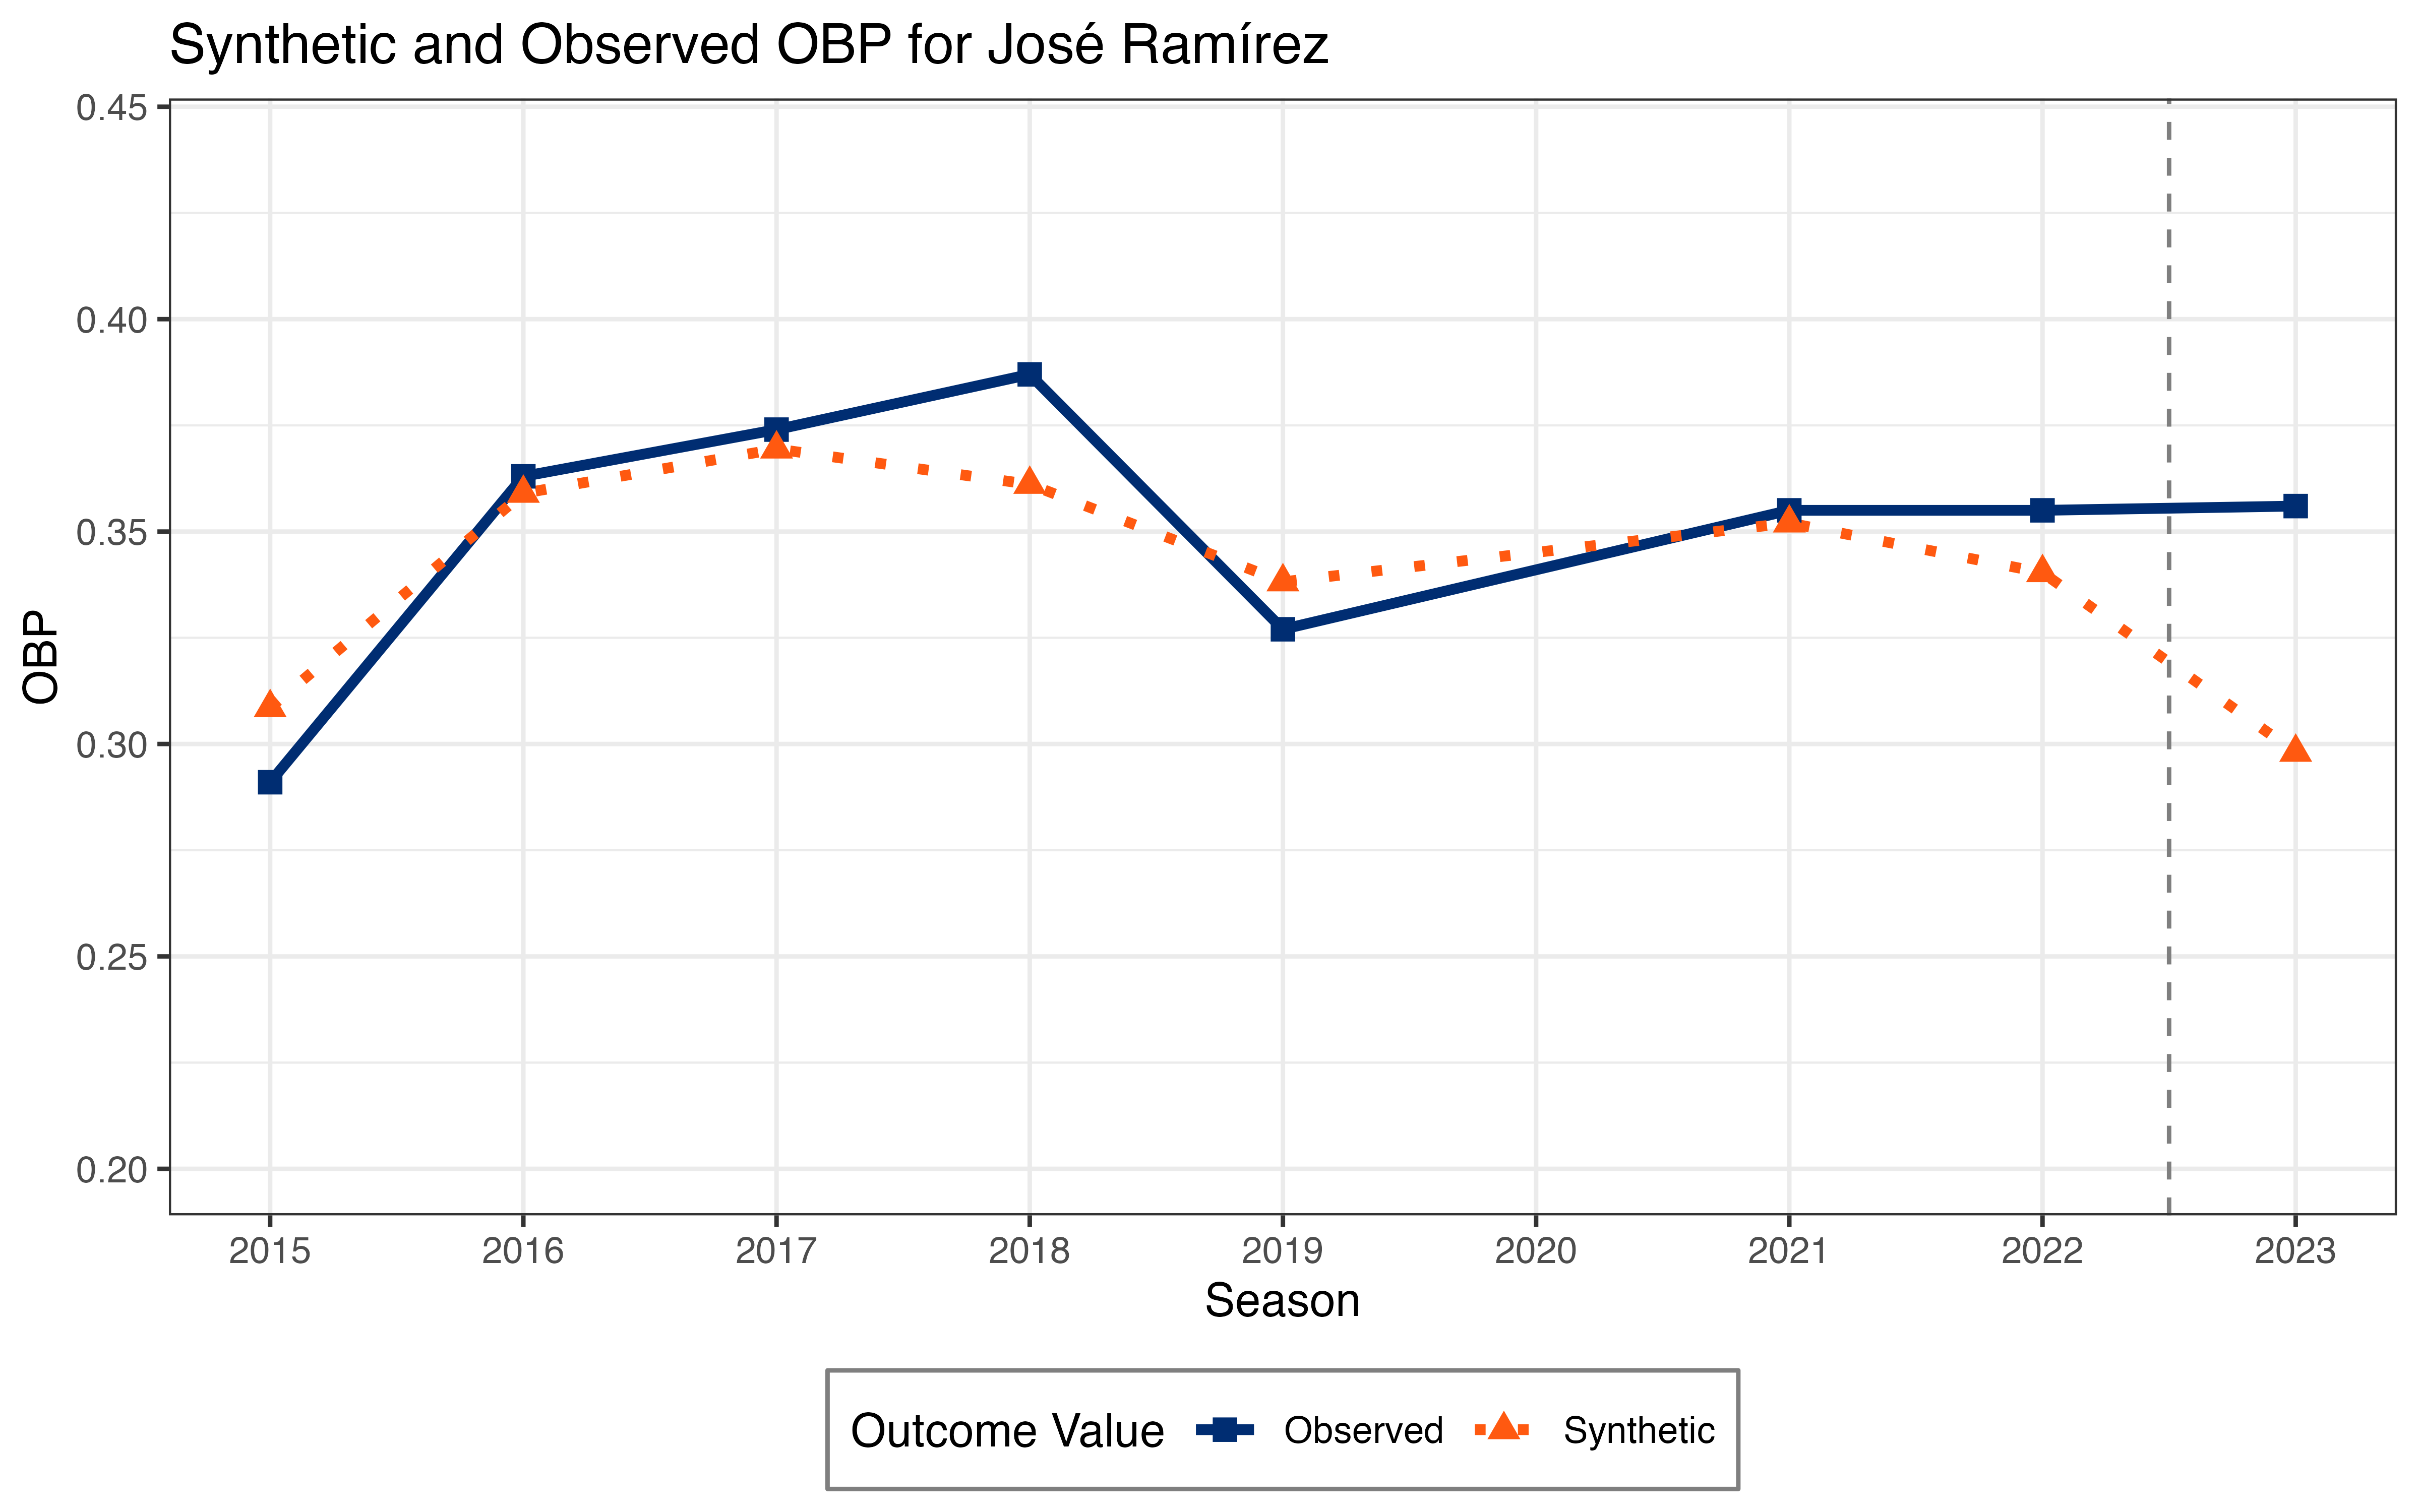 Synthetic and Observed OBP for José Ramírez
0.45
0.40
0.35
0.30
0.25
0.20
OBP
2015 2016 2017 2018 2019 2020 2021 2022 2023
Season
Outcome Value Observed Synthetic